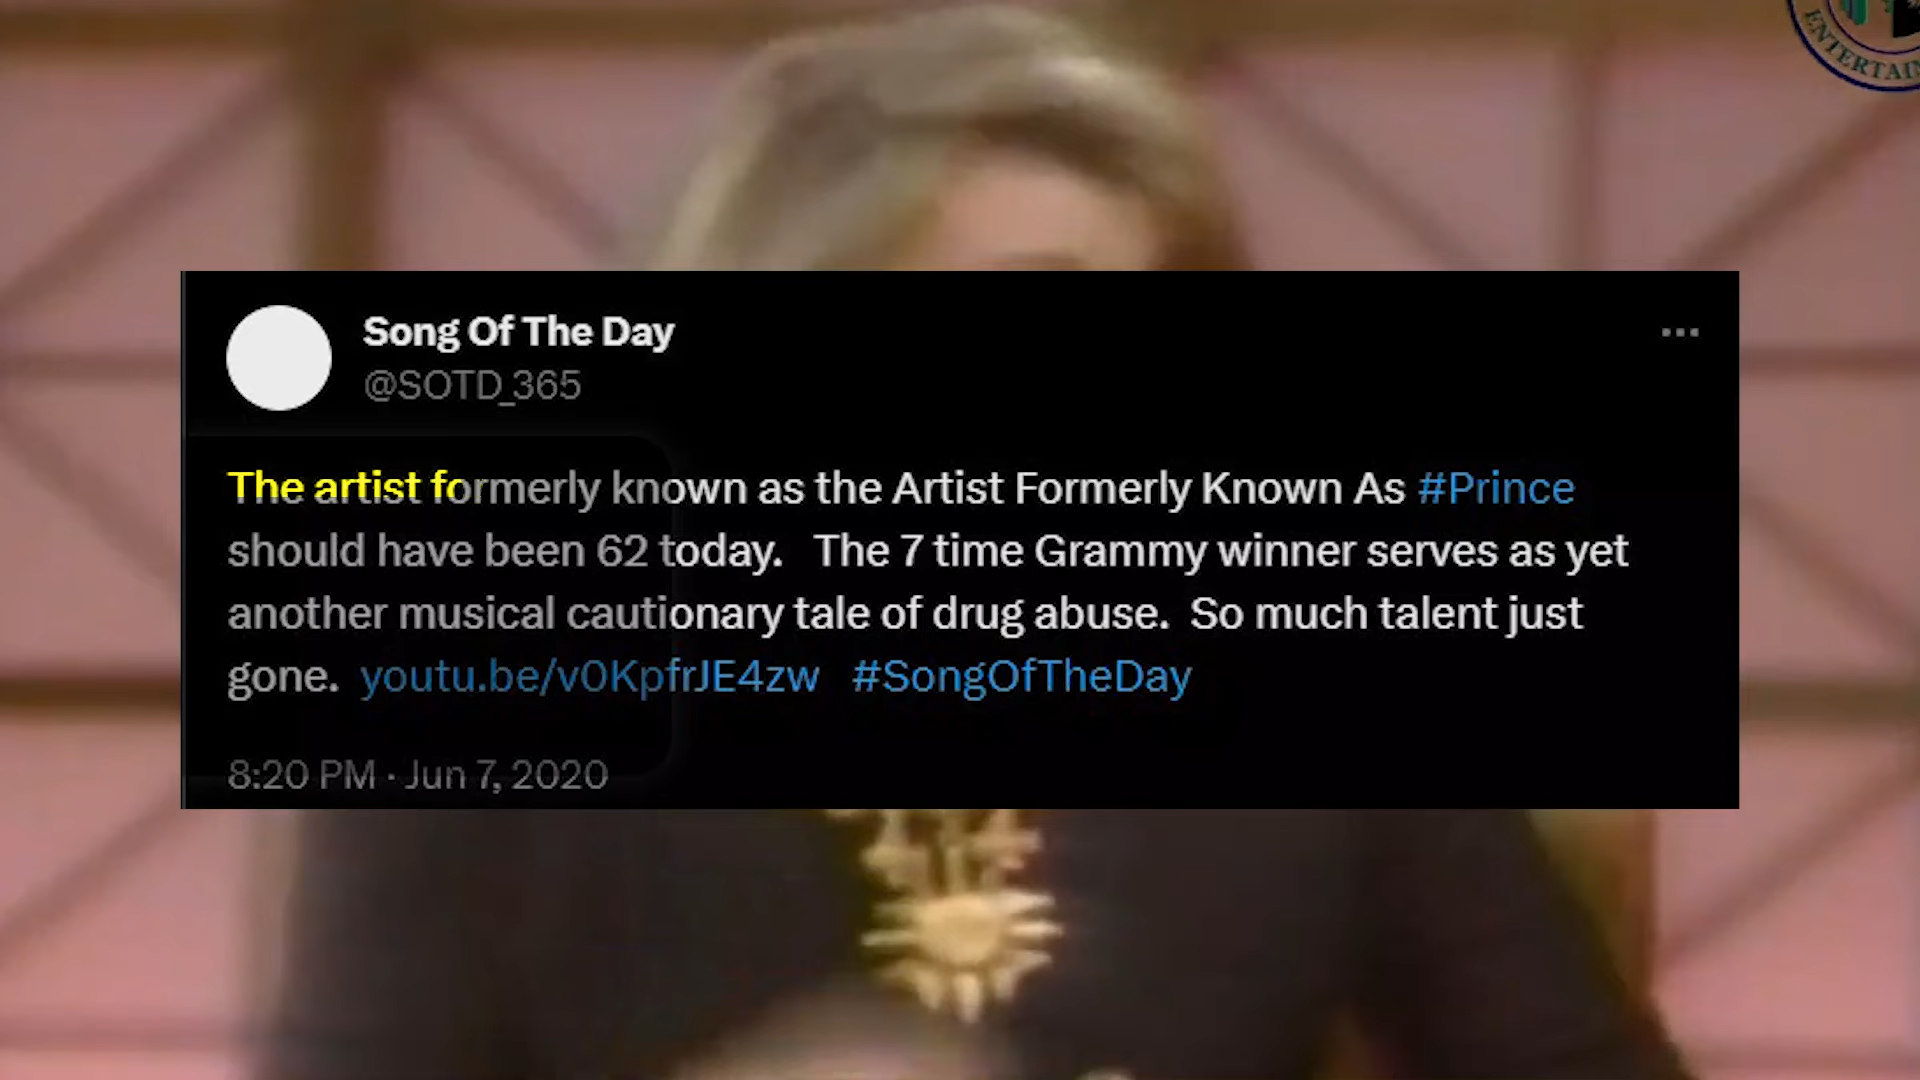 ENTERTAIN
Song Of The Day
@SOTD_365
The artist formerly known as the Artist Formerly Known As #Prince
should have been 62 today. The 7 time Grammy winner serves as yet
another musical cautionary tale of drug abuse. So much talent just
gone. youtu.be/v0KpfrJE4zw #SongOfTheDay
8:20 PM · Jun 7, 2020